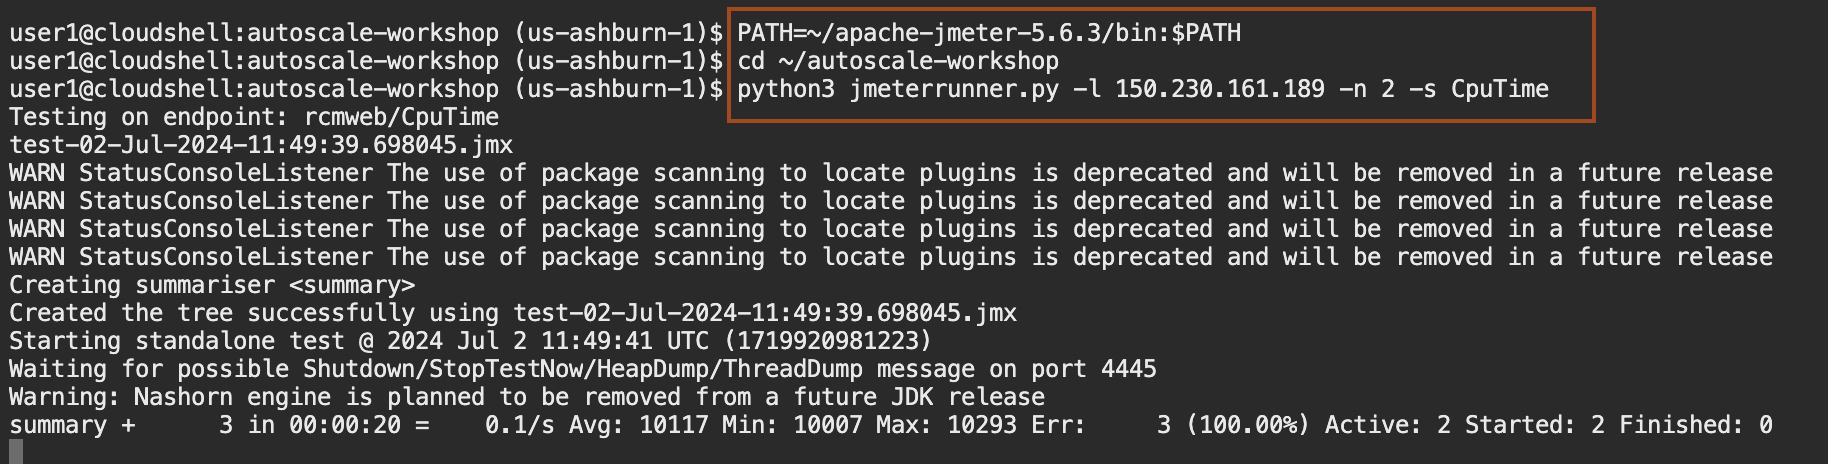 user1@cloudshell:autoscale-workshop (us-ashburn-1)$ PATH=~/apache-jmeter-5.6.3/bin:$PATH
user1@cloudshell:autoscale-workshop (us-ashburn-1)$ cd ~/autoscale-workshop
user1@cloudshell:autoscale-workshop (us-ashburn-1)$ python3 jmeterrunner.py -l 150.230.161.189 -n 2 -s CpuTime
Testing on endpoint: rcmweb/CpuTime
test-02-Jul-2024-11:49:39.698045.jmx
WARN StatusConsoleListener The use of package scanning to locate plugins is deprecated and will be removed in a future release
WARN StatusConsoleListener The use of package scanning to locate plugins is deprecated and will be removed in a future release
WARN StatusConsoleListener The use of package scanning to locate plugins is deprecated and will be removed in a future release
WARN StatusConsoleListener The use of package scanning to locate plugins is deprecated and will be removed in a future release
Creating summariser <summary>
Created the tree successfully using test-02-Jul-2024-11:49:39.698045.jmx
Starting standalone test @ 2024 Jul 2 11:49:41 UTC (1719920981223)
Waiting for possible Shutdown/StopTestNow/HeapDump/ThreadDump message on port 4445
Warning: Nashorn engine is planned to be removed from a future JDK release
summary +      3 in 00:00:20 =    0.1/s Avg: 10117 Min: 10007 Max: 10293 Err:     3 (100.00%) Active: 2 Started: 2 Finished: 0